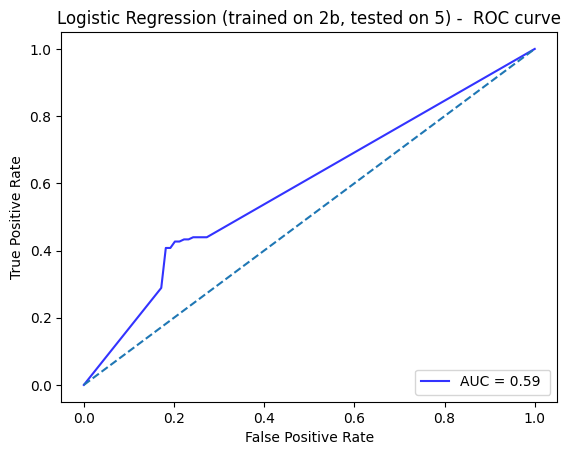 Logistic Regression (trained on 2b, tested on 5) -  ROC curve
True Positive Rate
1.0
0.8
0.6
0.4
0.2
0.0
0.0 0.2 0.4 0.6 0.8 1.0
False Positive Rate
AUC = 0.59